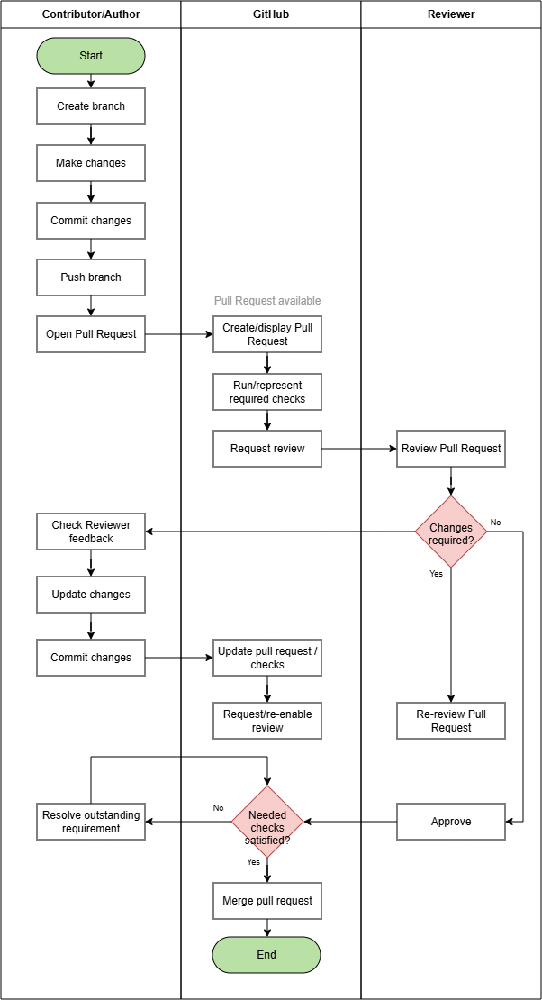 Contributor/Author
GitHub
Reviewer
Start
Create branch
Make changes
Commit changes
Push branch
Pull Request available
Open Pull Request
Create/display Pull
Request
Run/represent
required checks
Request review
Review Pull Request
Changes
required?
No
Yes
Check Reviewer
feedback
Update changes
Commit changes
Update pull request /
checks
Request/re-enable
review
Re-review Pull
Request
Resolve outstanding
requirement
No
Needed
checks
satisfied?
Approve
Yes
Merge pull request
End